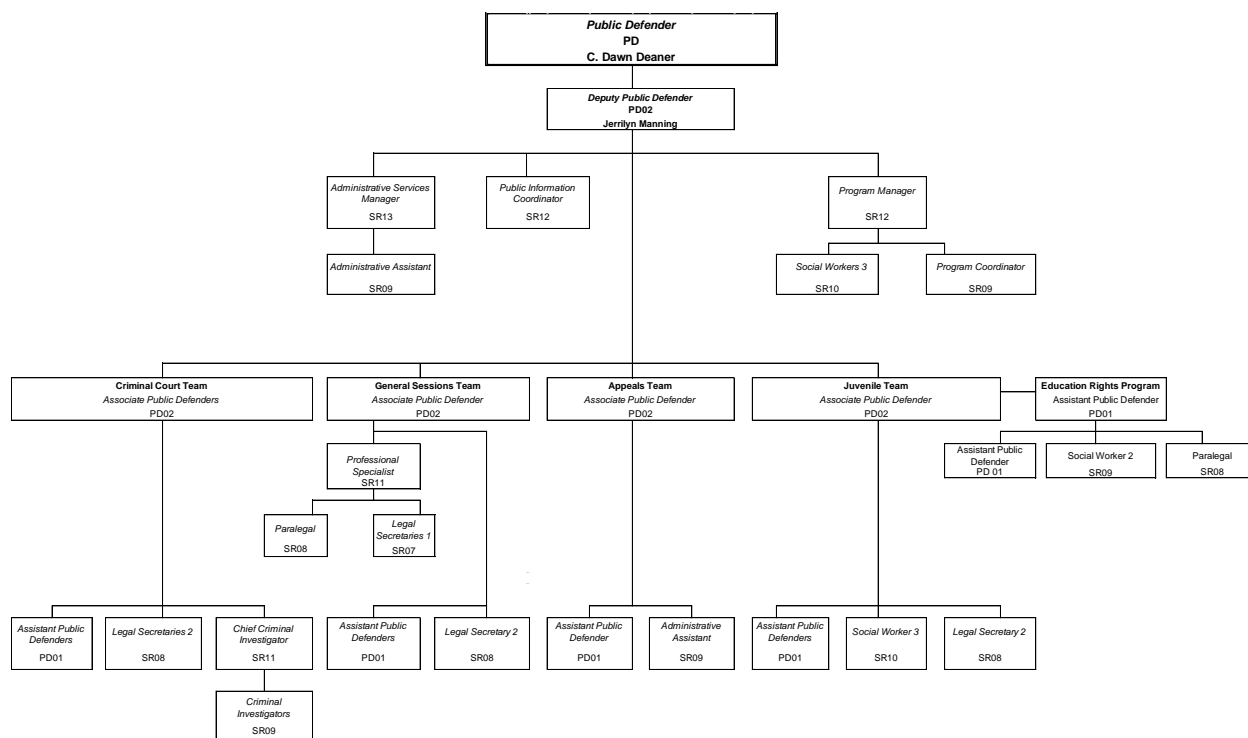 Public Defender
PD
C. Dawn Deaner
Deputy Public Defender
PD02
Jerrilyn Manning
Administrative Services
Manager
SR13
Public Information
Coordinator
SR12
Program Manager
SR12
Administrative Assistant
SR09
Social Workers 3
SR10
Program Coordinator
SR09
Criminal Court Team
Associate Public Defenders
PD02
General Sessions Team
Associate Public Defender
PD02
Appeals Team
Associate Public Defender
PD02
Juvenile Team
Associate Public Defender
PD02
Education Rights Program
Assistant Public Defender
PD01
Professional
Specialist
SR11
Assistant Public
Defender
PD 01
Social Worker 2
SR09
Paralegal
SR08
Paralegal
SR08
Legal
Secretaries 1
SR07
Assistant Public
Defenders
PD01
Legal Secretaries 2
SR08
Chief Criminal
Investigator
SR11
Assistant Public
Defenders
PD01
Legal Secretary 2
SR08
Assistant Public
Defender
PD01
Administrative
Assistant
SR09
Assistant Public
Defenders
PD01
Social Worker 3
SR10
Legal Secretary 2
SR08
Criminal
Investigators
SR09